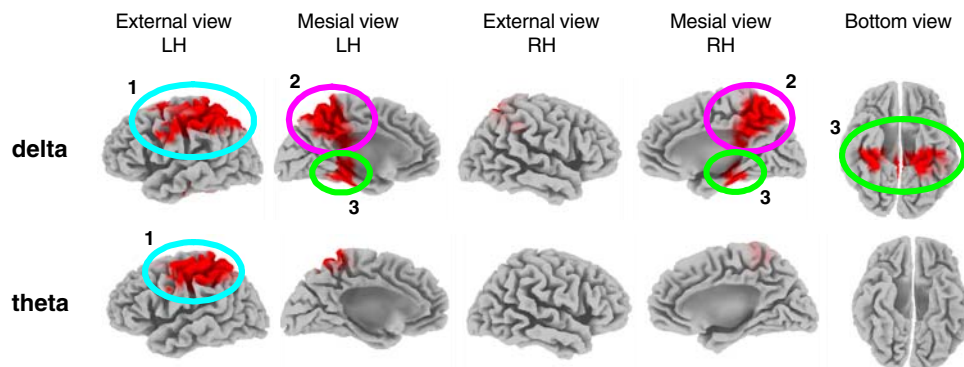 External view Mesial view External view Mesial view Bottom view
LH LH RH RH
1 2 2
3
delta
3 3
1
theta